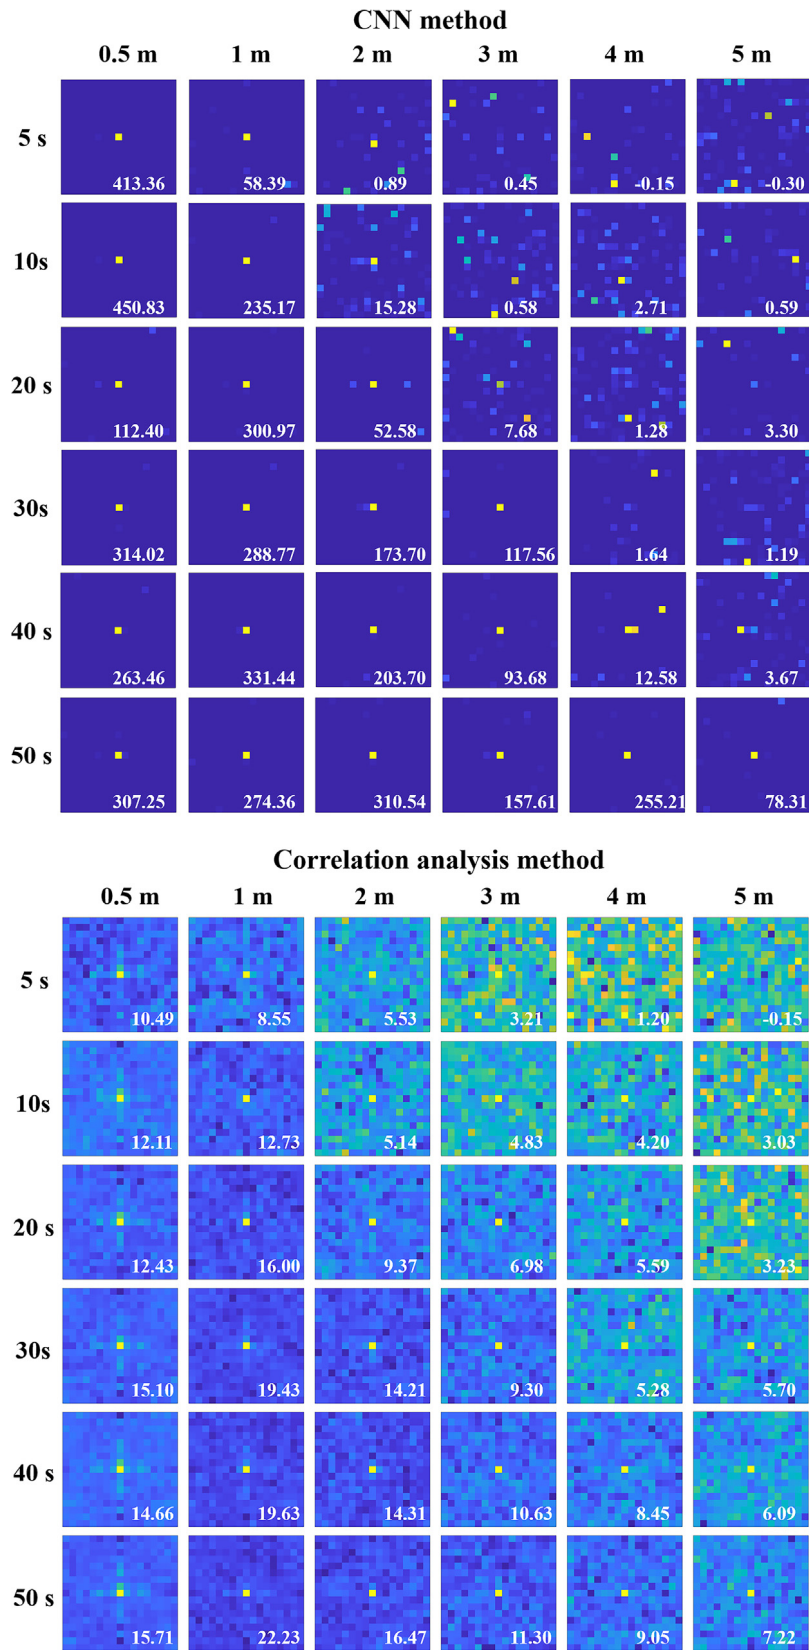 CNN method
0.5 m 1 m 2 m 3 m 4 m 5 m
5 s 413.36 58.39 0.89 0.45 -0.15 -0.30
10s 450.83 235.17 15.28 0.58 2.71 0.59
20 s 112.40 300.97 52.58 7.68 1.28 3.30
30s 314.02 288.77 173.70 117.56 1.64 1.19
40 s 263.46 331.44 203.70 93.68 12.58 3.67
50 s 307.25 274.36 310.54 157.61 255.21 78.31
Correlation analysis method
0.5 m 1 m 2 m 3 m 4 m 5 m
5 s 10.49 8.55 5.53 3.21 1.20 -0.15
10s 12.11 12.73 5.14 4.83 4.20 3.03
20 s 12.43 16.00 9.37 6.98 5.59 3.23
30s 15.10 19.43 14.21 9.30 5.28 5.70
40 s 14.66 19.63 14.31 10.63 8.45 6.09
50 s 15.71 22.23 16.47 11.30 9.05 7.22